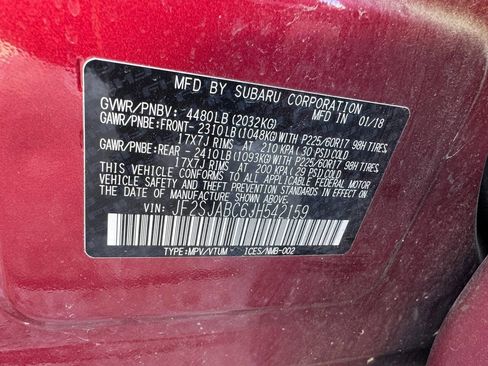 MFD BY SUBARU CORPORATION
GVWR/PNBV: 4480LB (2032KG) MFD IN 01/18
GAWR/PNBE: FRONT- 2310LB (1048KG) WITH P225/60R17 98H TIRES,
17X7J RIMS AT 210 KPA (30 PSI) COLD
GAWR/PNBE: REAR - 2410LB (1093KG) WITH P225/60R17 98H TIRES,
17X7J RIMS AT 200 KPA (29 PSI) COLD
THIS VEHICLE CONFORMS TO ALL APPLICABLE FEDERAL MOTOR
VEHICLE SAFETY AND THEFT PREVENTION STANDARDS IN EFFECT
ON THE DATE OF MANUFACTURE SHOWN ABOVE.
VIN: JF2SJABC6JH542159
TYPE: MPV/VTUM - ICES/NMB-002